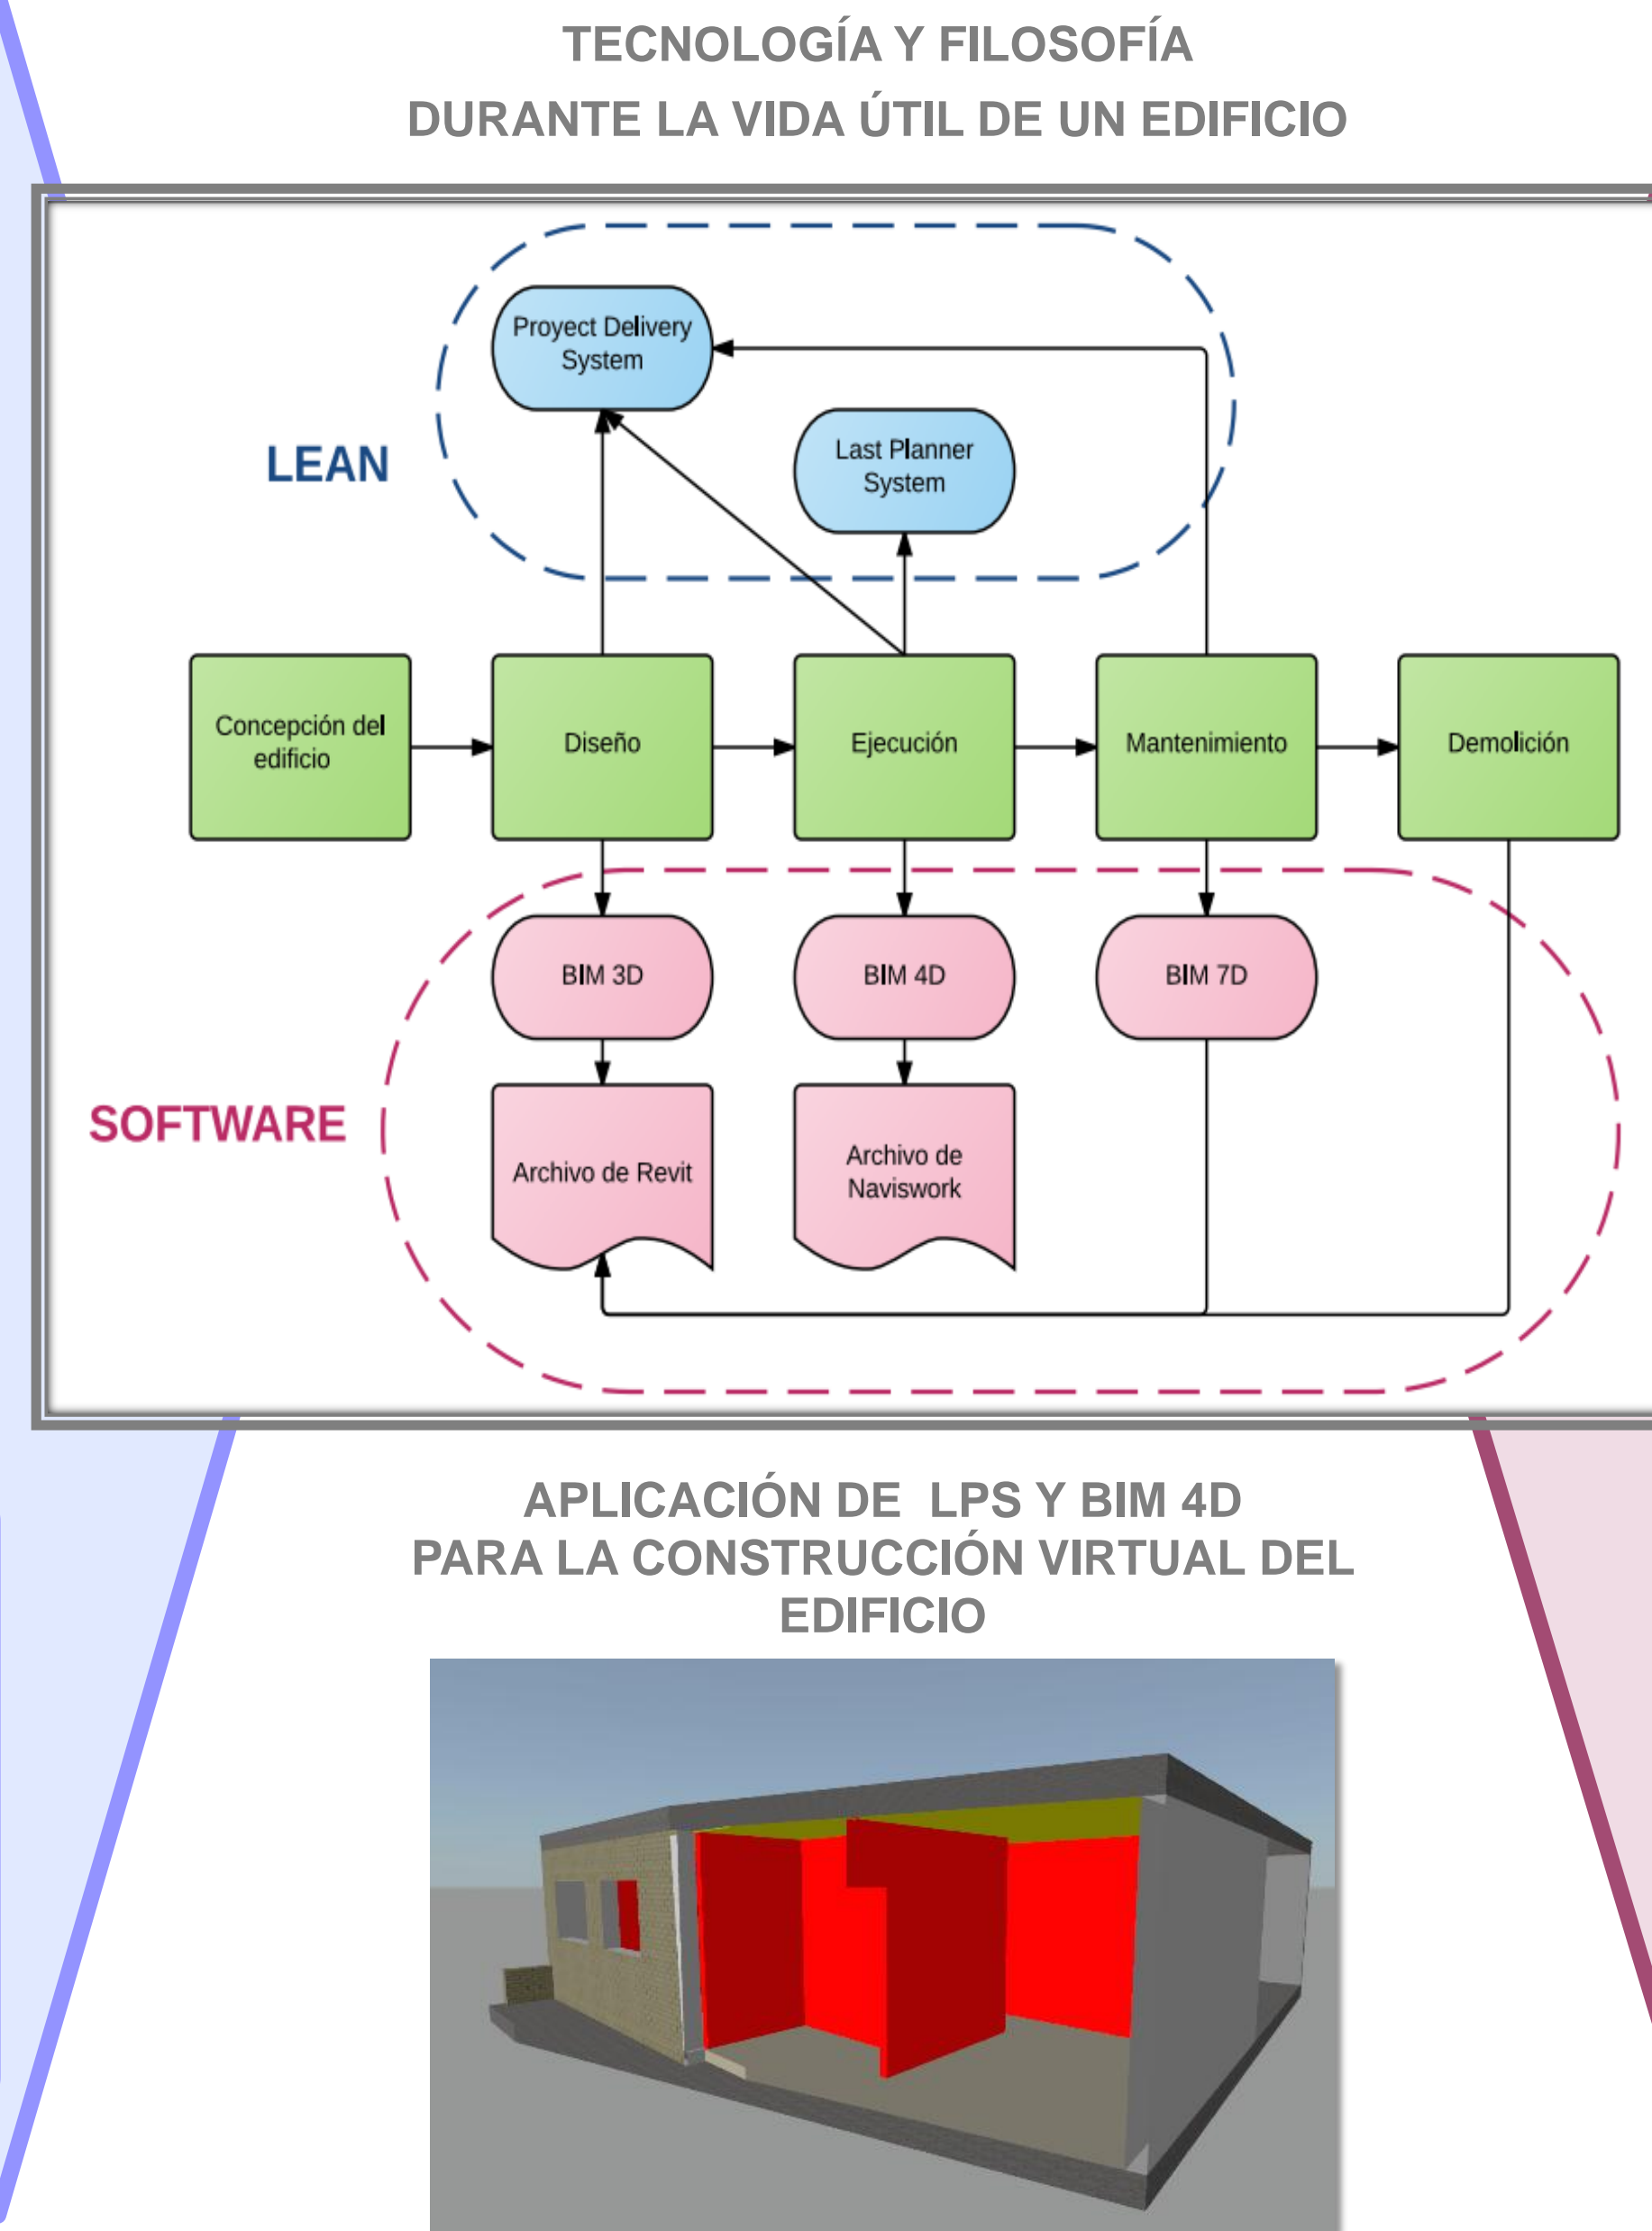 TECNOLOGÍA Y FILOSOFÍA
DURANTE LA VIDA ÚTIL DE UN EDIFICIO
Proyect Delivery
System
Last Planner
System
LEAN
Concepción del
edificio
Diseño
Ejecución
Mantenimiento
Demolición
BIM 3D
BIM 4D
BIM 7D
SOFTWARE
Archivo de Revit
Archivo de
Naviswork
APLICACIÓN DE LPS Y BIM 4D
PARA LA CONSTRUCCIÓN VIRTUAL DEL
EDIFICIO